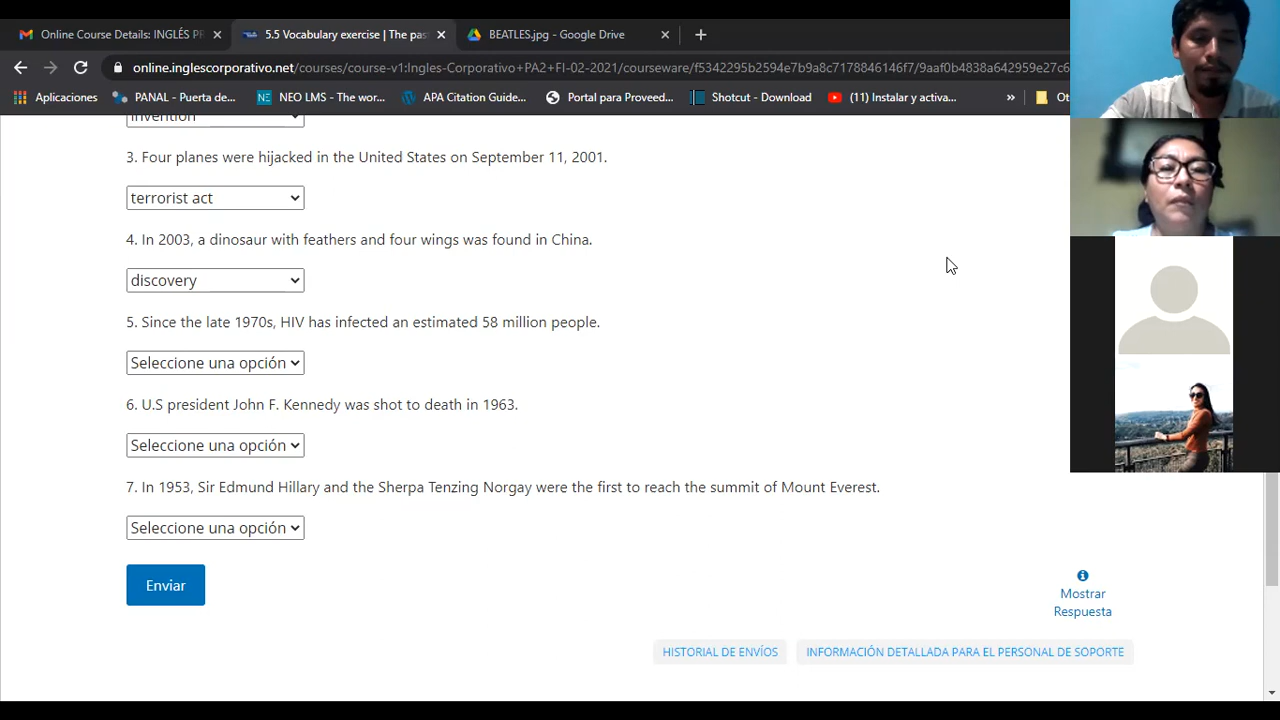 Online Course Details: INGLÉS PR
5.5 Vocabulary exercise | The pas
BEATLES.jpg - Google Drive
online.inglescorporativo.net/courses/course-v1:Ingles-Corporativo+PA2+FI-02-2021/courseware/f5342295b2594e7b9a8c7178846146f7/9aaf0b4838a642959e27c6
Aplicaciones
PANAL - Puerta de...
NEO LMS - The wor...
APA Citation Guide...
Portal para Proveed...
Shotcut - Download
(11) Instalar y activa...
»
Ot
invention
3. Four planes were hijacked in the United States on September 11, 2001.
terrorist act
4. In 2003, a dinosaur with feathers and four wings was found in China.
discovery
5. Since the late 1970s, HIV has infected an estimated 58 million people.
Seleccione una opción
6. U.S president John F. Kennedy was shot to death in 1963.
Seleccione una opción
7. In 1953, Sir Edmund Hillary and the Sherpa Tenzing Norgay were the first to reach the summit of Mount Everest.
Seleccione una opción
Enviar
Mostrar
Respuesta
HISTORIAL DE ENVÍOS
INFORMACIÓN DETALLADA PARA EL PERSONAL DE SOPORTE